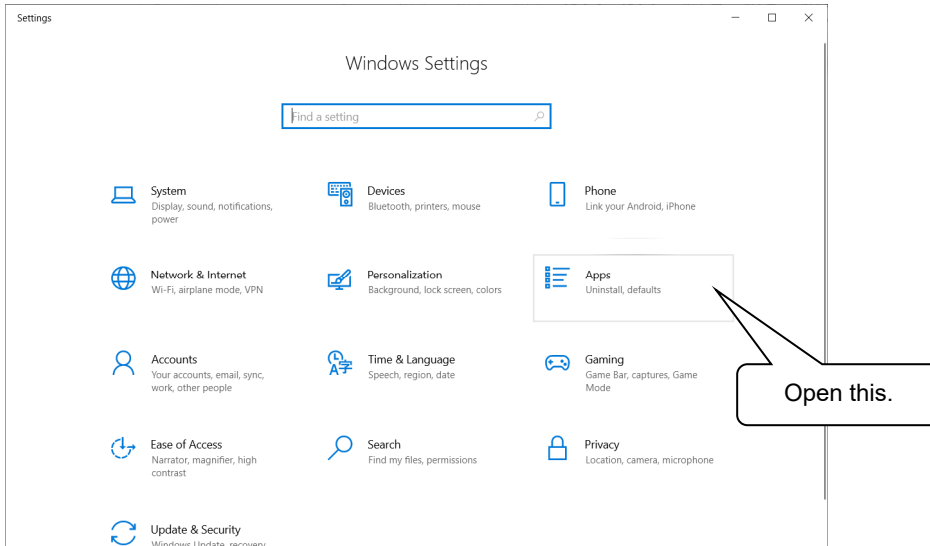 Settings
Windows Settings
Find a setting
System
Display, sound, notifications,
power
Devices
Bluetooth, printers, mouse
Phone
Link your Android, iPhone
Network & Internet
Wi-Fi, airplane mode, VPN
Personalization
Background, lock screen, colors
Apps
Uninstall, defaults
Accounts
Your accounts, email, sync,
work, other people
Time & Language
Speech, region, date
Gaming
Game Bar, captures, Game
Mode
Open this.
Ease of Access
Narrator, magnifier, high
contrast
Search
Find my files, permissions
Privacy
Location, camera, microphone
Update & Security
Windows Update, recovery